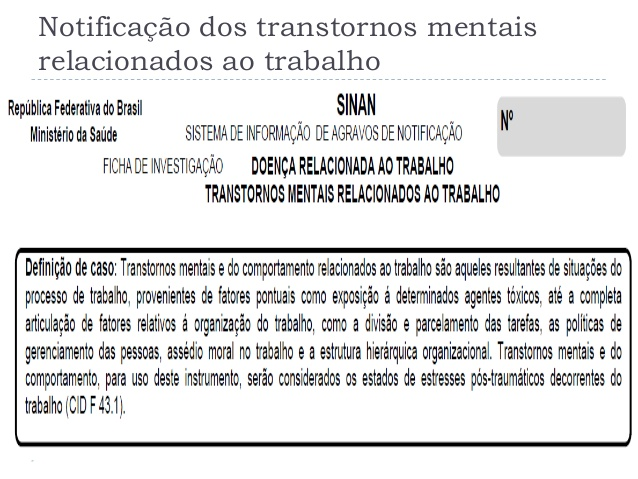 Notificação dos transtornos mentais
relacionados ao trabalho
República Federativa do Brasil
Ministério da Saúde
SINAN
SISTEMA DE INFORMAÇÃO DE AGRAVOS DE NOTIFICAÇÃO
Nº
FICHA DE INVESTIGAÇÃO DOENÇA RELACIONADA AO TRABALHO
TRANSTORNOS MENTAIS RELACIONADOS AO TRABALHO
Definição de caso: Transtornos mentais e do comportamento relacionados ao trabalho são aqueles resultantes de situações do
processo de trabalho, provenientes de fatores pontuais como exposição á determinados agentes tóxicos, até a completa
articulação de fatores relativos á organização do trabalho, como a divisão e parcelamento das tarefas, as políticas de
gerenciamento das pessoas, assédio moral no trabalho e a estrutura hierárquica organizacional. Transtornos mentais e do
comportamento, para uso deste instrumento, serão considerados os estados de estresses pós-traumáticos decorrentes do
trabalho (CID F 43.1).